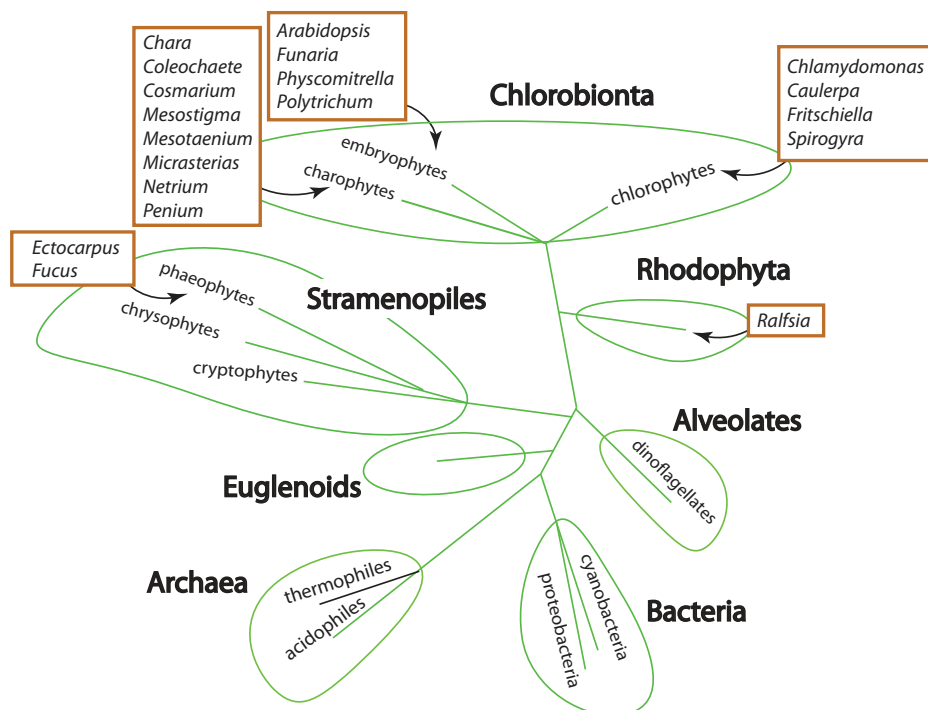 Chara
Coleochaete
Cosmarium
Mesostigma
Mesotaenium
Micrasterias
Netrium
Penium
Arabidopsis
Funaria
Physcomitrella
Polytrichum
Chlorobionta
Chlamydomonas
Caulerpa
Fritschiella
Spirogyra
embryophytes
charophytes
chlorophytes
Ectocarpus
Fucus
phaeophytes
chrysophytes
cryptophytes
Stramenopiles
Rhodophyta
Ralfsia
Alveolates
dinoflagellates
Euglenoids
Archaea
thermophiles
acidophiles
cyanobacteria
proteobacteria
Bacteria